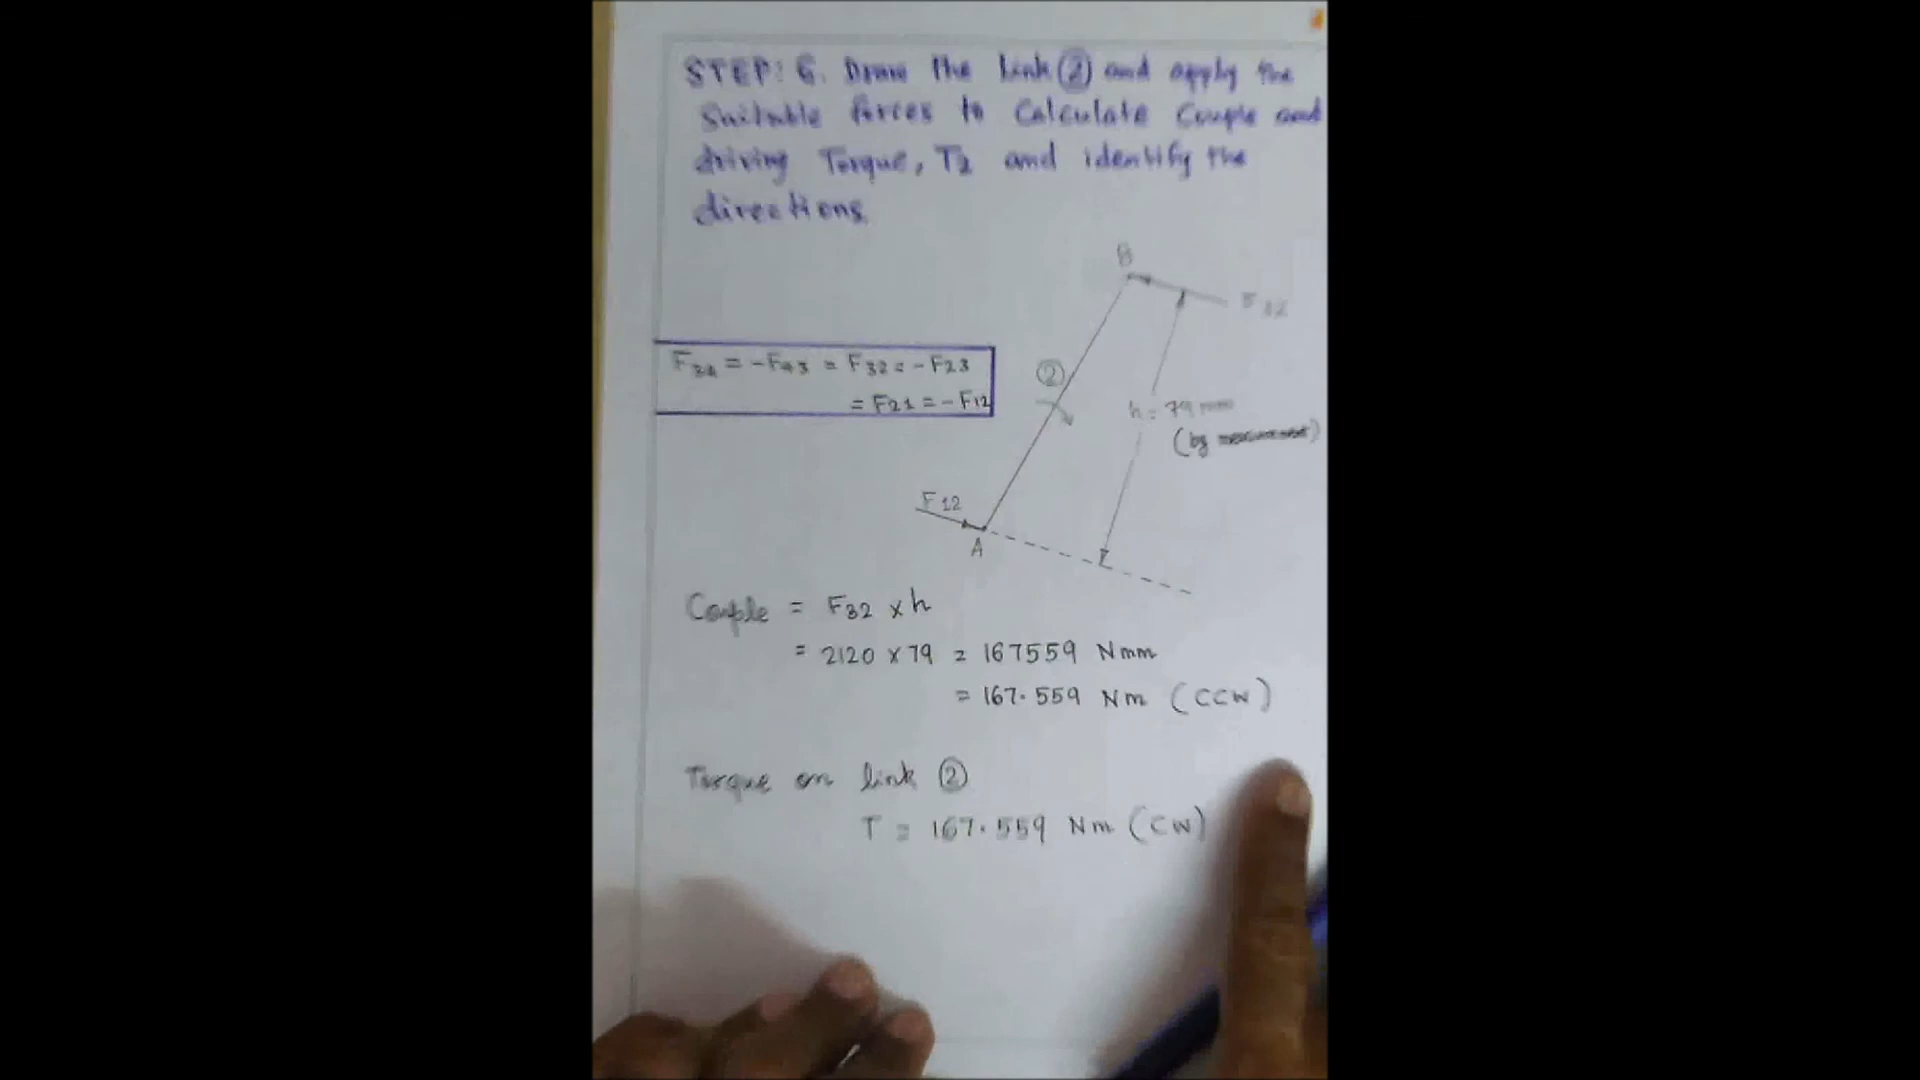 STEP: 6. Draw the link ② and apply the
Suitable forces to Calculate Couple and
driving Torque, T2 and identify the
directions.
B
F32
F34 = -F43 = F32 = -F23
= F21 = -F12
②
h = 79 mm
(by measurement)
F12
A
Couple = F32 x h
= 2120 x 79 = 167559 Nmm
= 167.559 Nm (CCW)
Torque on link ②
T = 167.559 Nm (CW)